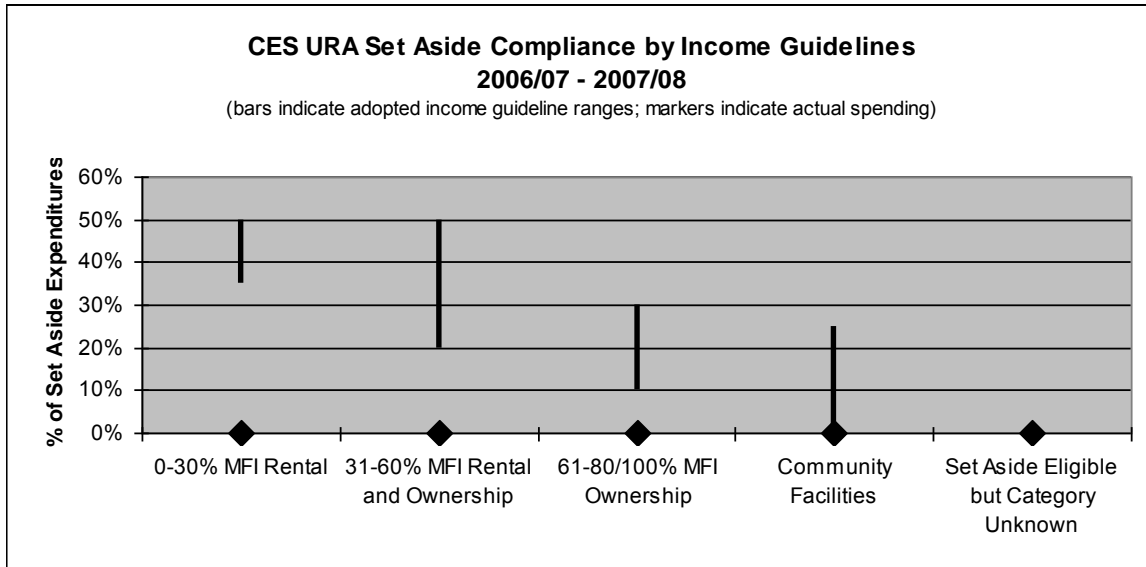 CES URA Set Aside Compliance by Income Guidelines
2006/07 - 2007/08
(bars indicate adopted income guideline ranges; markers indicate actual spending)
% of Set Aside Expenditures
60%
50%
40%
30%
20%
10%
0%
0-30% MFI Rental
31-60% MFI Rental
and Ownership
61-80/100% MFI
Ownership
Community
Facilities
Set Aside Eligible
but Category
Unknown